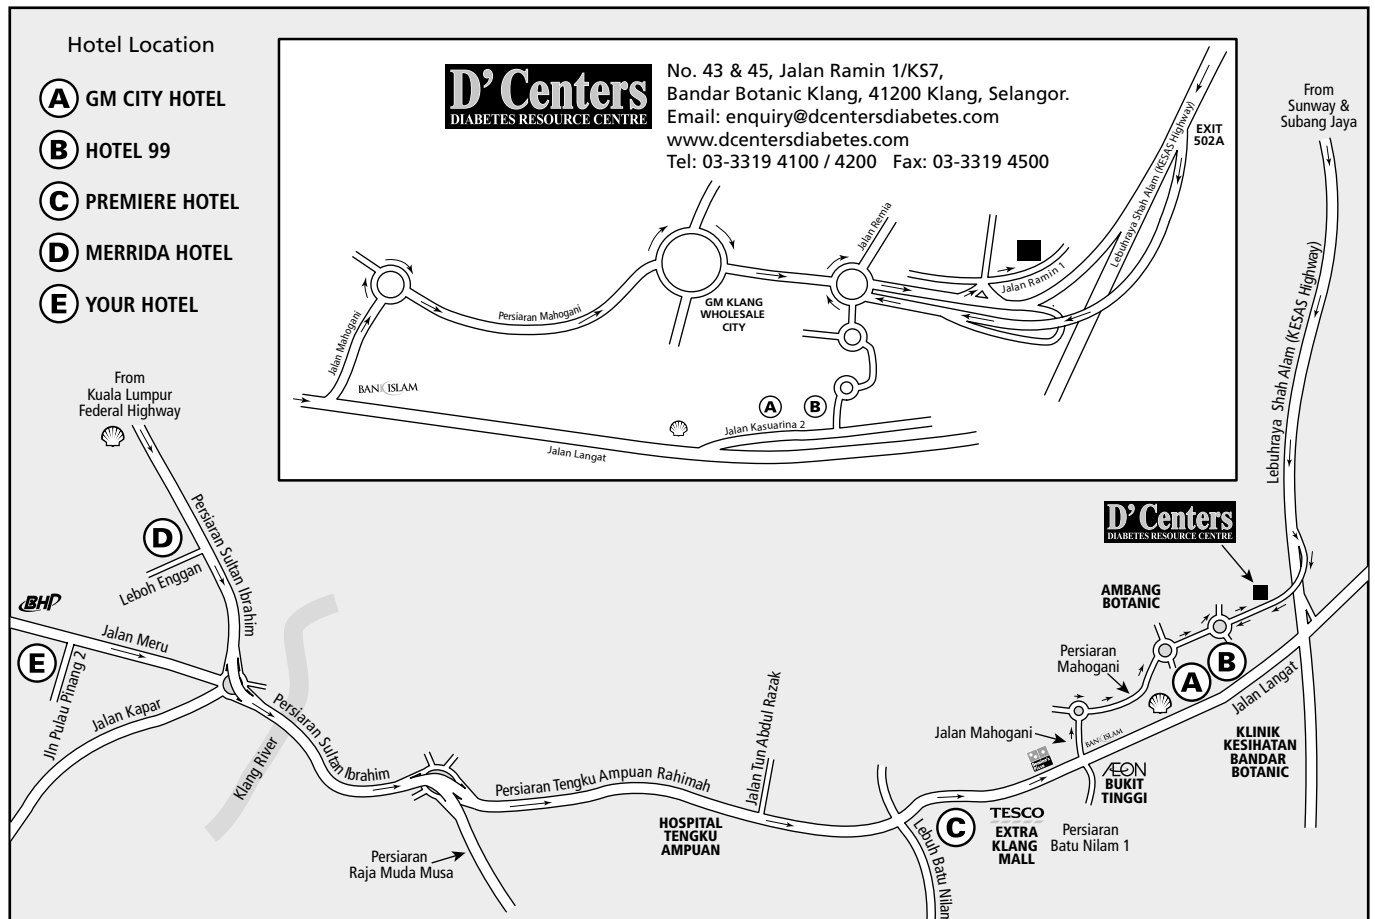 Hotel Location
A GM CITY HOTEL
B HOTEL 99
C PREMIERE HOTEL
D MERRIDA HOTEL
E YOUR HOTEL
D' Centers
DIABETES RESOURCE CENTRE
No. 43 & 45, Jalan Ramin 1/KS7,
Bandar Botanic Klang, 41200 Klang, Selangor.
Email: enquiry@dcentersdiabetes.com
www.dcentersdiabetes.com
Tel: 03-3319 4100 / 4200 Fax: 03-3319 4500
EXIT
502A
Lebuhraya Shah Alam (KESAS Highway)
Jalan Remia
Jalan Ramin 1
GM KLANG
WHOLESALE
CITY
Persiaran Mahogani
Jalan Mahogani
BANK ISLAM
A
B
Jalan Kasuarina 2
Jalan Langat
From
Sunway &
Subang Jaya
Lebuhraya Shah Alam (KESAS Highway)
From
Kuala Lumpur
Federal Highway
Persiaran Sultan Ibrahim
D
Leboh Enggan
BHP
Jalan Meru
E
Jln Pulau Pinang 2
Jalan Kapar
Klang River
Persiaran Sultan Ibrahim
Persiaran
Raja Muda Musa
Persiaran Tengku Ampuan Rahimah
Jalan Tun Abdul Razak
HOSPITAL
TENGKU
AMPUAN
Lebuh Batu Nilam
C
TESCO
EXTRA
KLANG
MALL
Persiaran
Batu Nilam 1
AEON
BUKIT
TINGGI
Jalan Mahogani
BANK ISLAM
Persiaran
Mahogani
AMBANG
BOTANIC
D' Centers
DIABETES RESOURCE CENTRE
A
B
Jalan Langat
KLINIK
KESIHATAN
BANDAR
BOTANIC